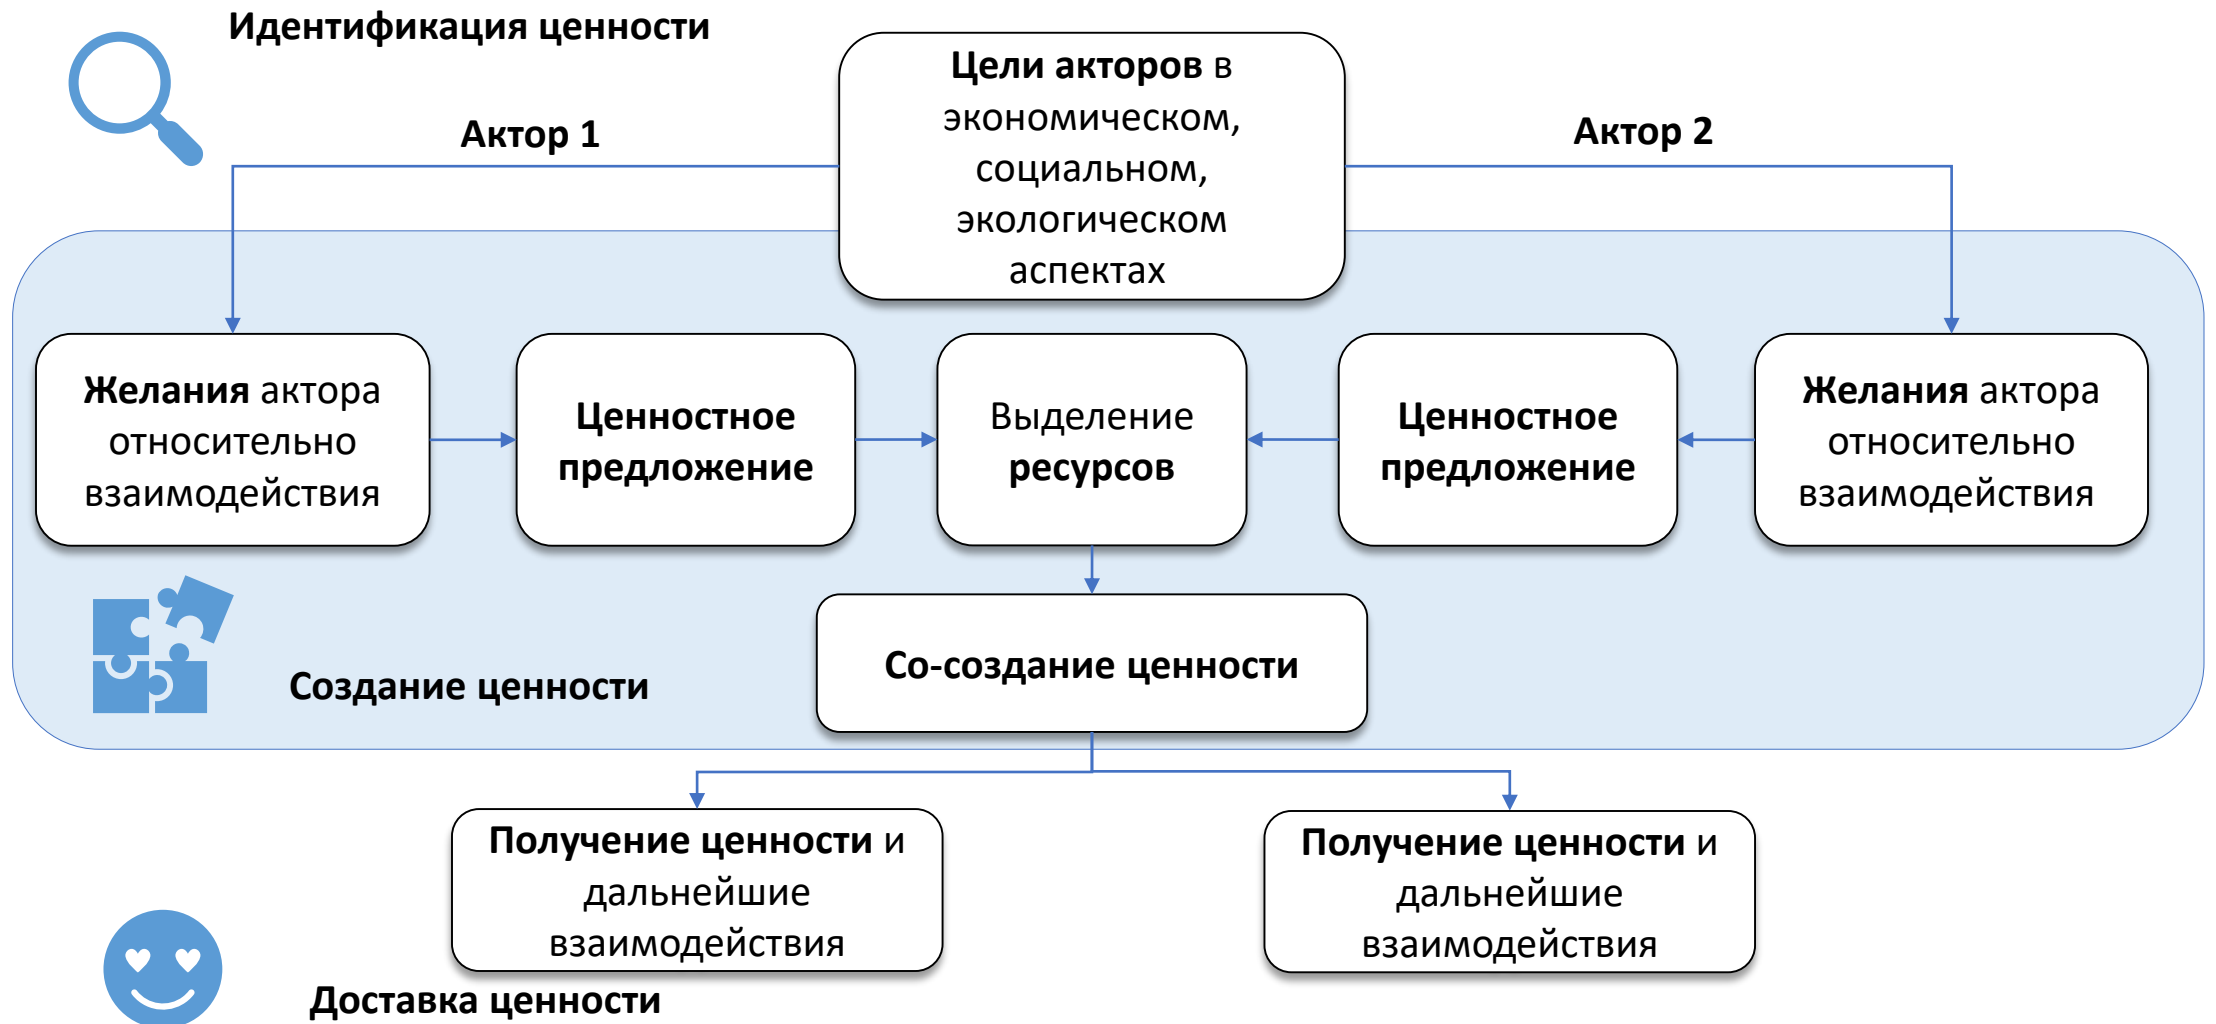 Идентификация ценности
Цели акторов в
экономическом,
социальном,
экологическом
аспектах
Актор 1
Актор 2
Желания актора
относительно
взаимодействия
Ценностное
предложение
Выделение
ресурсов
Ценностное
предложение
Желания актора
относительно
взаимодействия
Со-создание ценности
Создание ценности
Получение ценности и
дальнейшие
взаимодействия
Получение ценности и
дальнейшие
взаимодействия
Доставка ценности